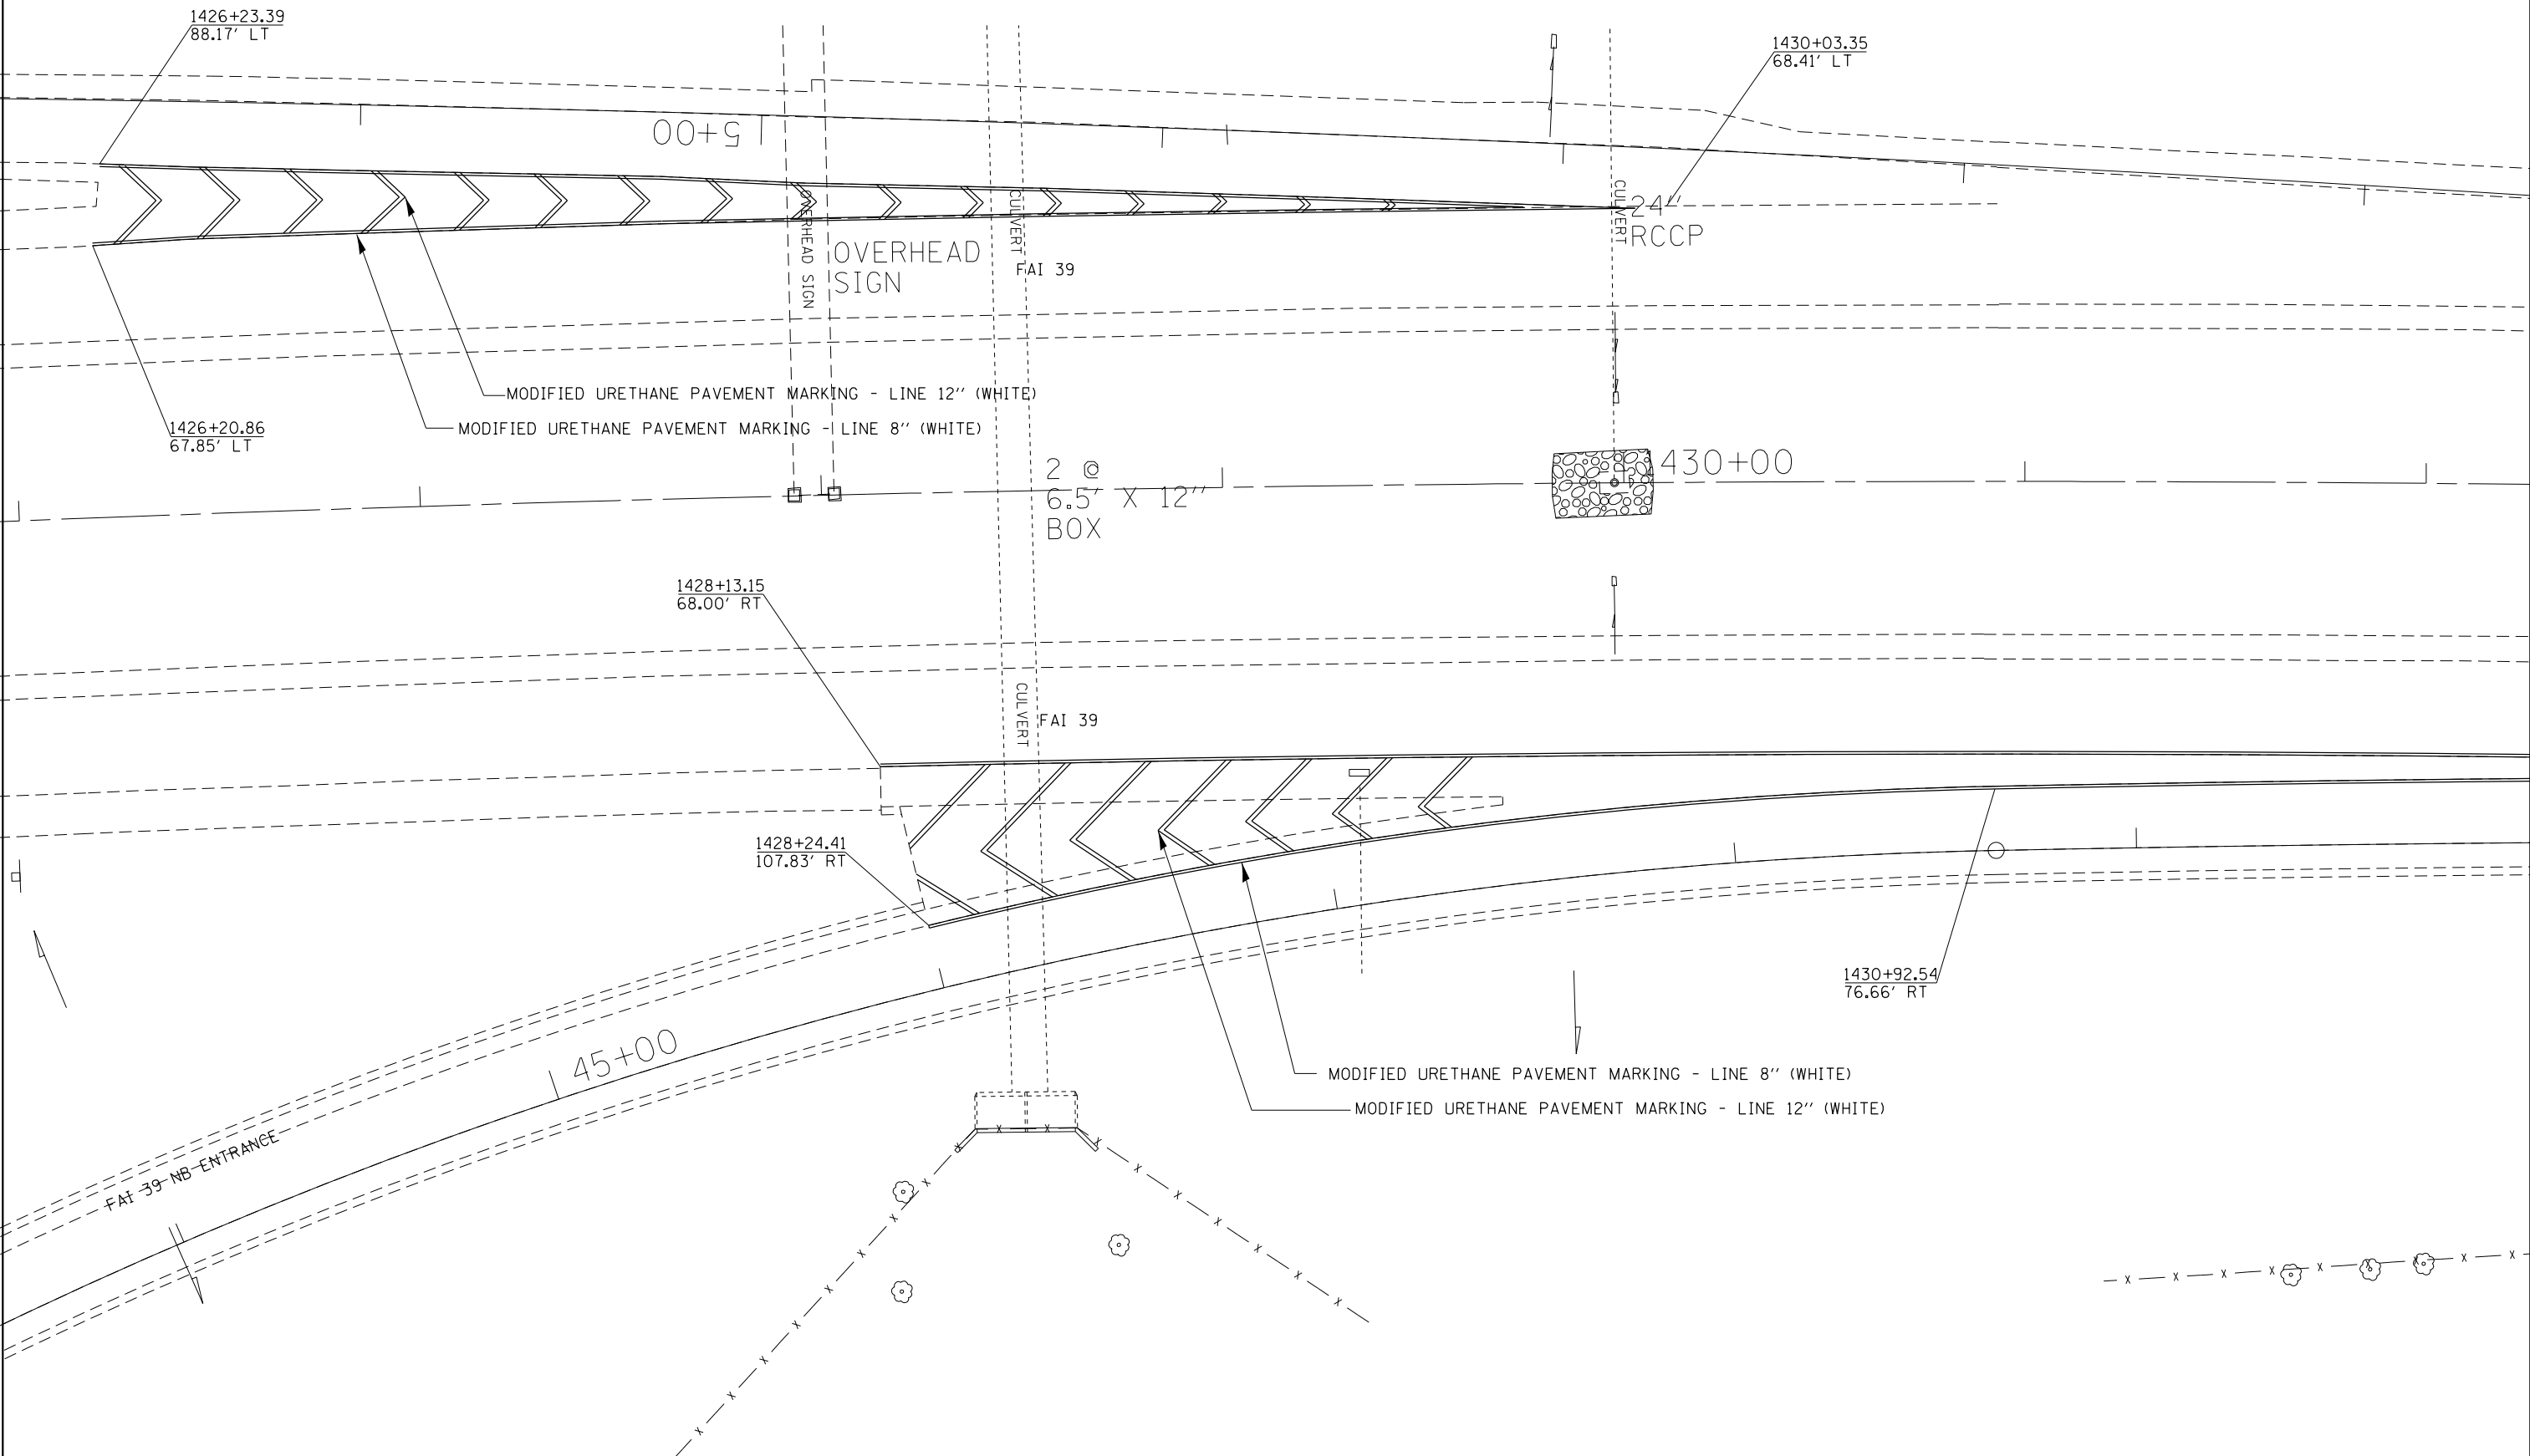 1426+23.39
88.17' LT
1430+03.35
68.41' LT
5+00
OVERHEAD SIGN
CULVERT
CULVERT
24''
RCCP
OVERHEAD
SIGN
FAI 39
MODIFIED URETHANE PAVEMENT MARKING - LINE 12'' (WHITE)
MODIFIED URETHANE PAVEMENT MARKING - LINE 8'' (WHITE)
1426+20.86
67.85' LT
2 @
6.5' X 12''
BOX
1430+00
1428+13.15
68.00' RT
CULVERT
FAI 39
1428+24.41
107.83' RT
1430+92.54
76.66' RT
45+00
MODIFIED URETHANE PAVEMENT MARKING - LINE 8'' (WHITE)
MODIFIED URETHANE PAVEMENT MARKING - LINE 12'' (WHITE)
FAI 39 NB ENTRANCE